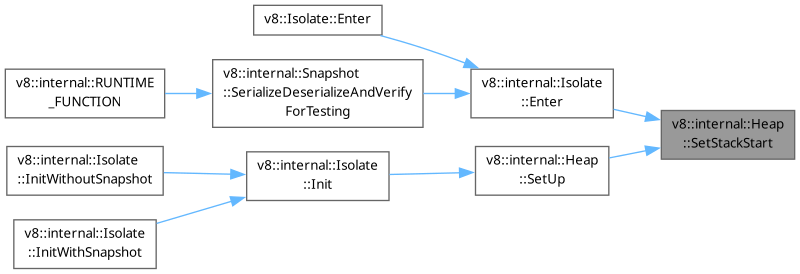 v8::Isolate::Enter
v8::internal::RUNTIME
_FUNCTION
v8::internal::Snapshot
::SerializeDeserializeAndVerify
ForTesting
v8::internal::Isolate
::Enter
v8::internal::Heap
::SetStackStart
v8::internal::Isolate
::InitWithoutSnapshot
v8::internal::Isolate
::Init
v8::internal::Heap
::SetUp
v8::internal::Isolate
::InitWithSnapshot